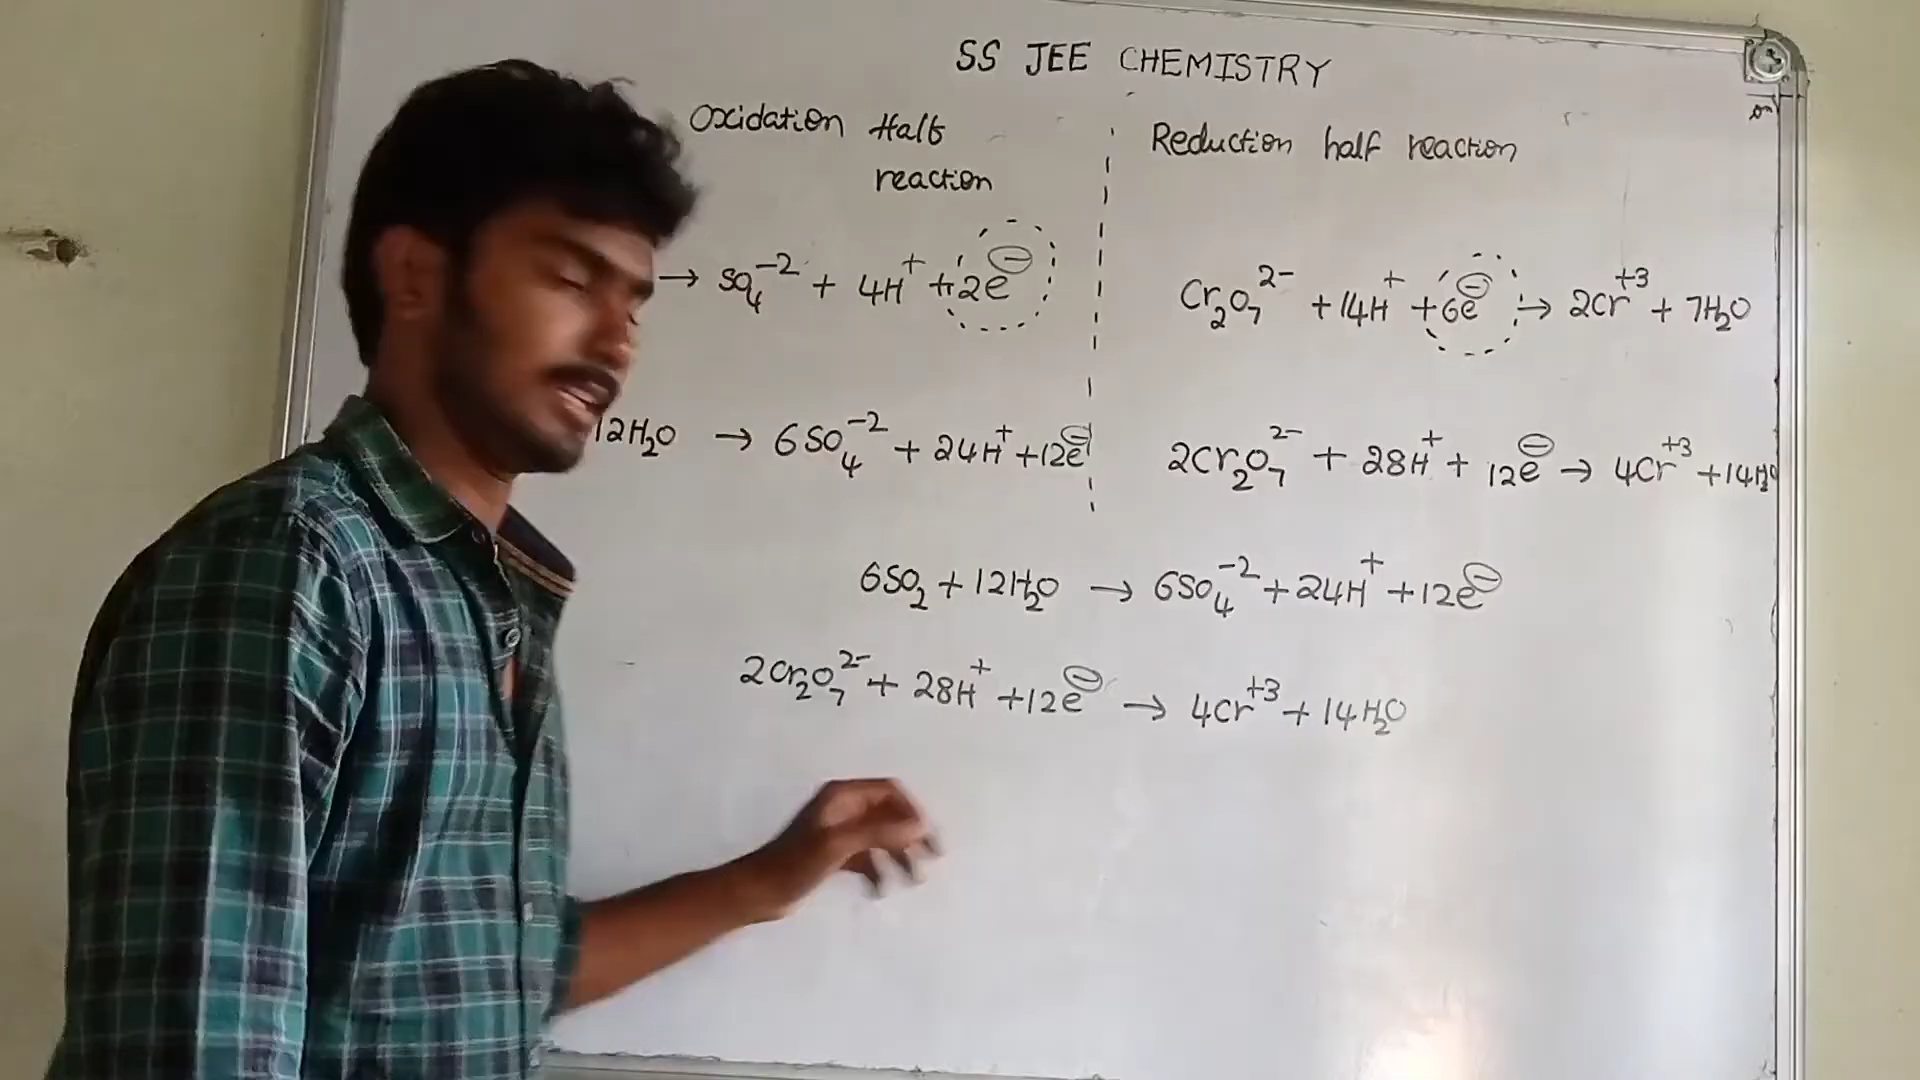 SS JEE CHEMISTRY
on
Oxidation Half
reaction
Reduction half reaction
→ SO₄⁻² + 4H⁺ + 2e⊖
Cr₂O₇²⁻ + 14H⁺ + 6e⊖ → 2Cr⁺³ + 7H₂O
12H₂O → 6SO₄⁻² + 24H⁺ + 12e⊖
2Cr₂O₇²⁻ + 28H⁺ + 12e⊖ → 4Cr⁺³ + 14H₂O
6SO₂ + 12H₂O → 6SO₄⁻² + 24H⁺ + 12e⊖
2Cr₂O₇²⁻ + 28H⁺ + 12e⊖ → 4Cr⁺³ + 14H₂O